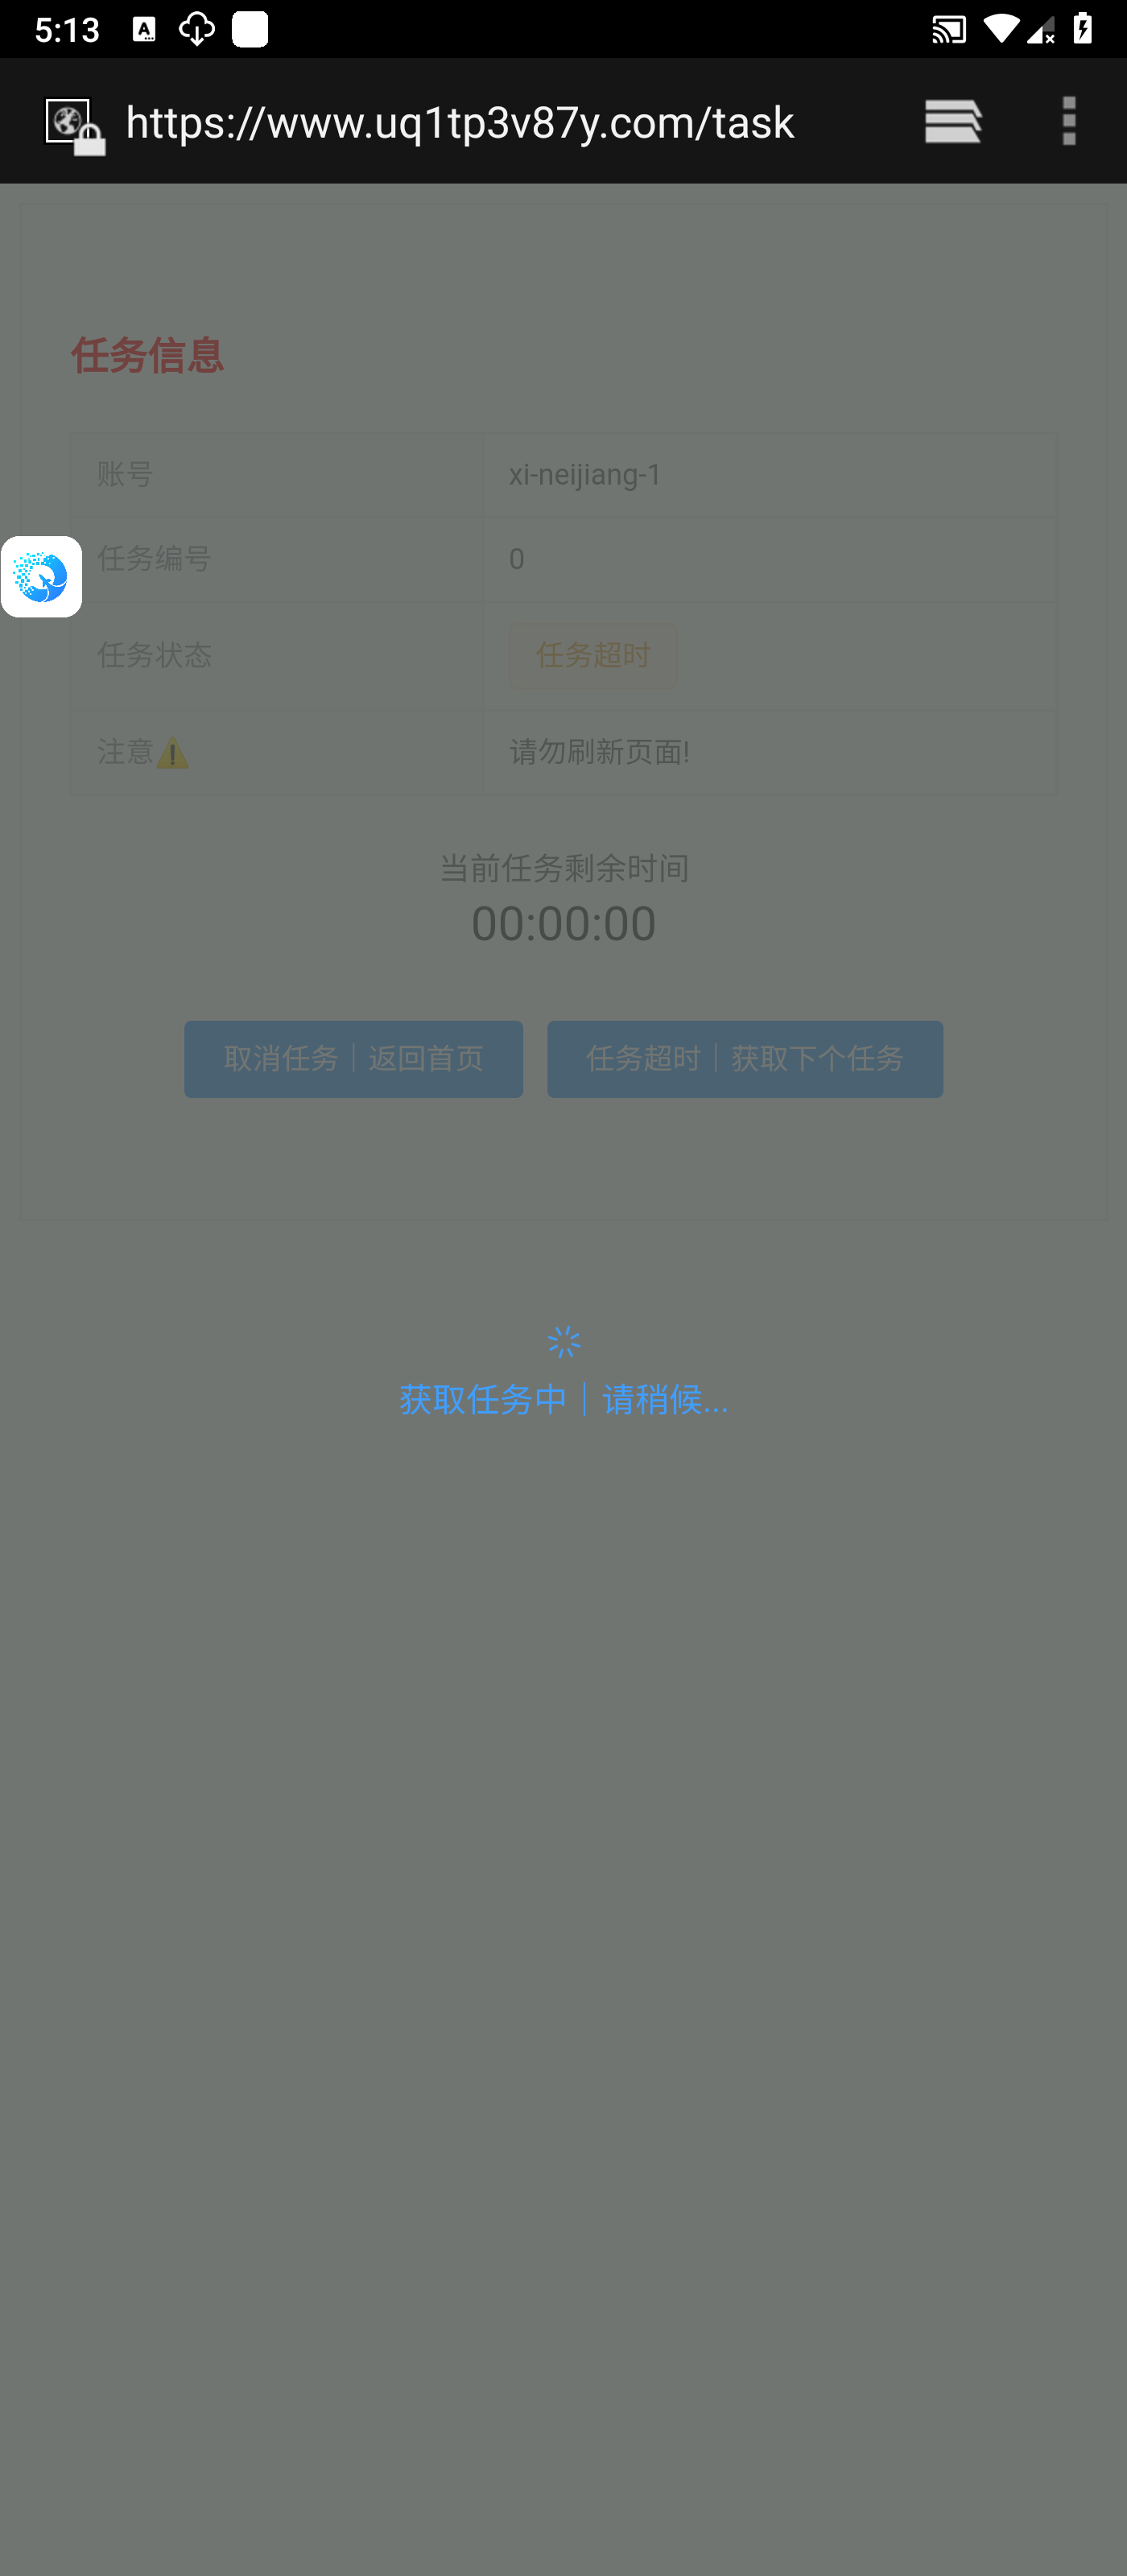 5:13
https://www.uq1tp3v87y.com/task
任务信息
账号 xi-neijiang-1
任务编号 0
任务状态 任务超时
注意⚠️ 请勿刷新页面!
当前任务剩余时间
00:00:00
取消任务｜返回首页 任务超时｜获取下个任务
获取任务中｜请稍候...